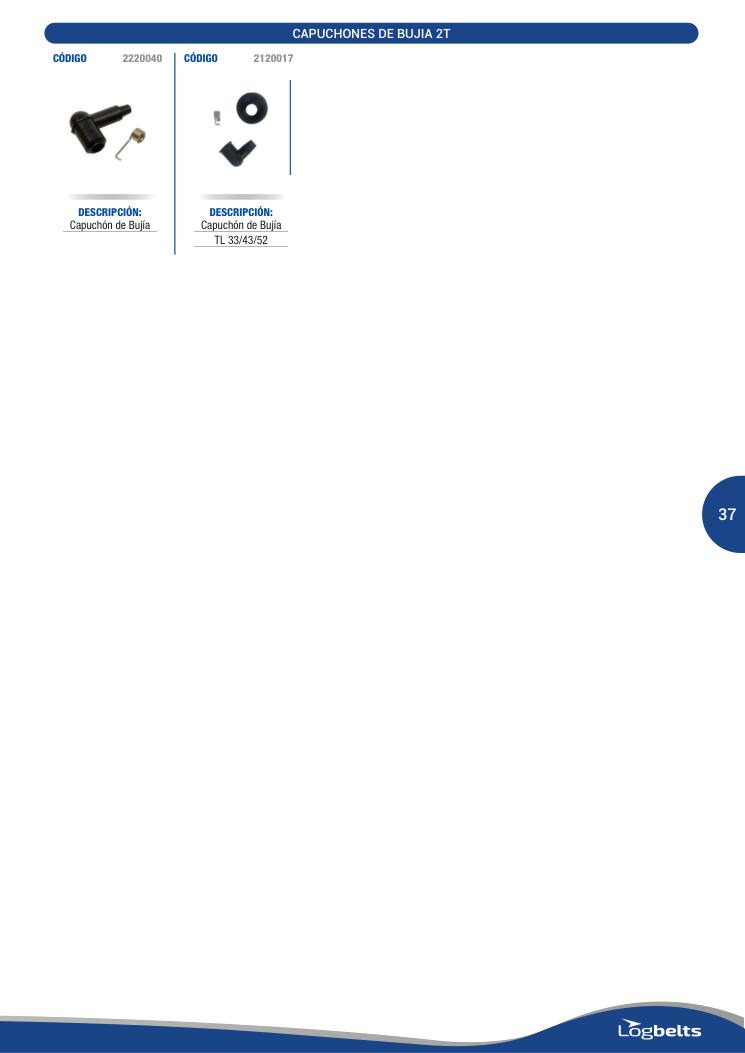 CAPUCHONES DE BUJIA 2T
CÓDIGO 2220040
DESCRIPCIÓN:
Capuchón de Bujía
CÓDIGO 2120017
DESCRIPCIÓN:
Capuchón de Bujía
TL 33/43/52
37
Logbelts